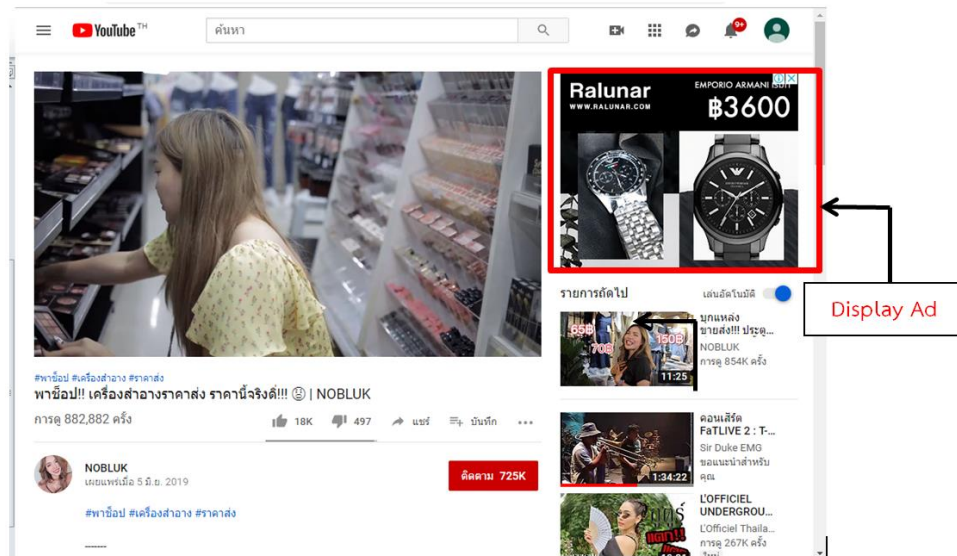 YouTube TH
ค้นหา
9+
Ralunar
WWW.RALUNAR.COM
EMPORIO ARMANI
฿3600
Display Ad
รายการถัดไป
เล่นอัตโนมัติ
65฿
70฿
150฿
11:25
บุกแหล่ง
ขายส่ง!!! ประตู...
NOBLUK
การดู 854K ครั้ง
#พาช็อป #เครื่องสำอาง #ราคาส่ง
พาช็อป!! เครื่องสำอางราคาส่ง ราคานี้จริงดิ่!!! | NOBLUK
การดู 882,882 ครั้ง
18K
497
แชร์
บันทึก
1:34:22
คอนเสิร์ต
FaTLIVE 2 : T-...
Sir Duke EMG
ขอแนะนำสำหรับ
คุณ
NOBLUK
เผยแพร่เมื่อ 5 มิ.ย. 2019
ติดตาม 725K
#พาช็อป #เครื่องสำอาง #ราคาส่ง
-------
L'OFFICIEL
UNDERGROU...
L'Officiel Thaila...
การดู 267K ครั้ง